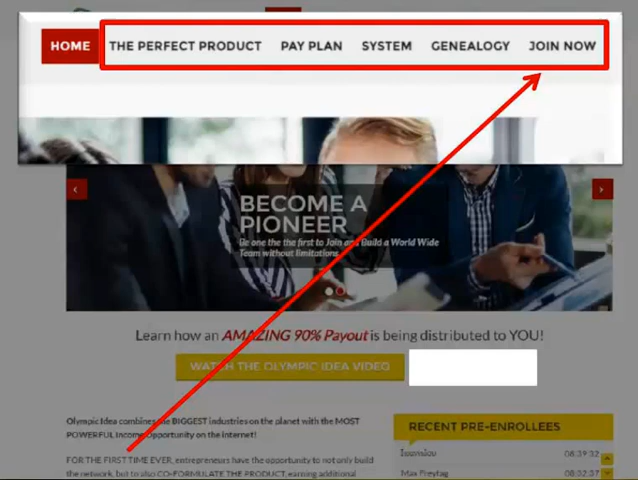 HOME THE PERFECT PRODUCT PAY PLAN SYSTEM GENEALOGY JOIN NOW
BECOME A
PIONEER
Be one the the first to Join and Build a World Wide
Team without limitations
Learn how an AMAZING 90% Payout is being distributed to YOU!
WATCH THE OLYMPIC IDEA VIDEO
Olympic Idea combines the BIGGEST industries on the planet with the MOST
POWERFUL Income Opportunity on the internet!
FOR THE FIRST TIME EVER, entrepreneurs have the opportunity to not only build
the network, but to also CO-FORMULATE THE PRODUCT, earning additional
RECENT PRE-ENROLLEES
08:39:32
Max Freytag 08:02:37